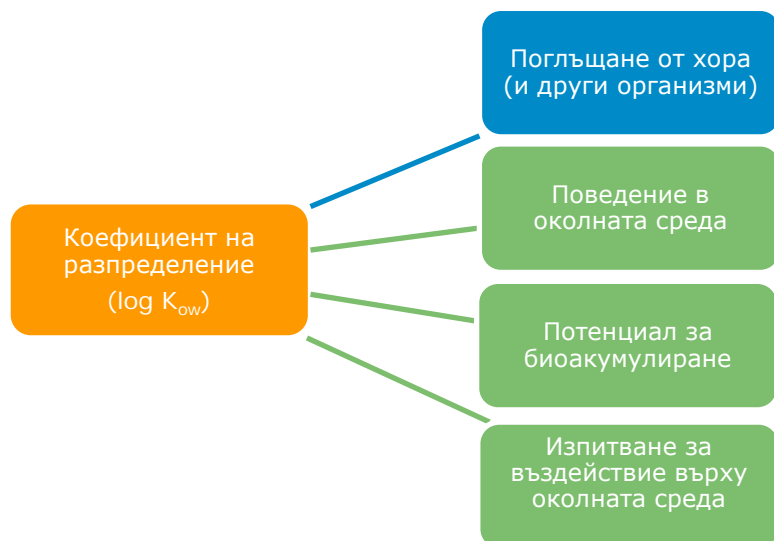 Поглъщане от хора
(и други организми)
Поведение в
околната среда
Коефициент на
разпределение
(log Kow)
Потенциал за
биоакумулиране
Изпитване за
въздействие върху
околната среда